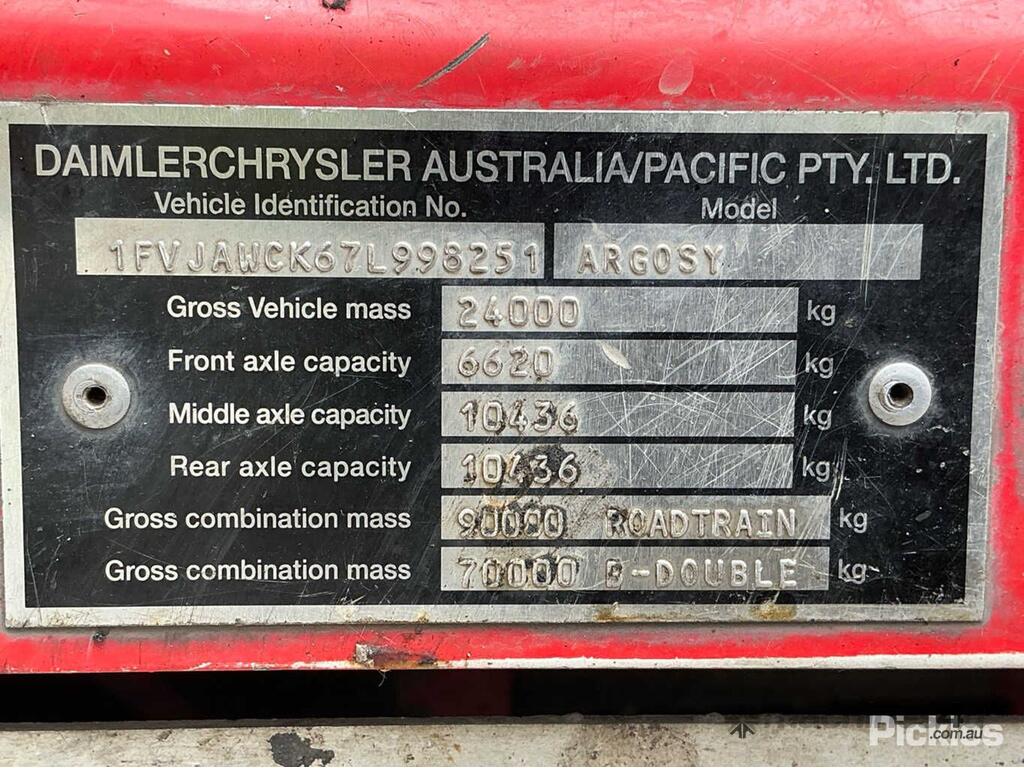 DAIMLERCHRYSLER AUSTRALIA/PACIFIC PTY. LTD.
Vehicle Identification No. Model
1FVJAWCK67L998251 ARGOSY
Gross Vehicle mass 24000 kg
Front axle capacity 6620 kg
Middle axle capacity 10436 kg
Rear axle capacity 10436 kg
Gross combination mass 90000 ROADTRAIN kg
Gross combination mass 70000 B-DOUBLE kg
Pickles
.com.au